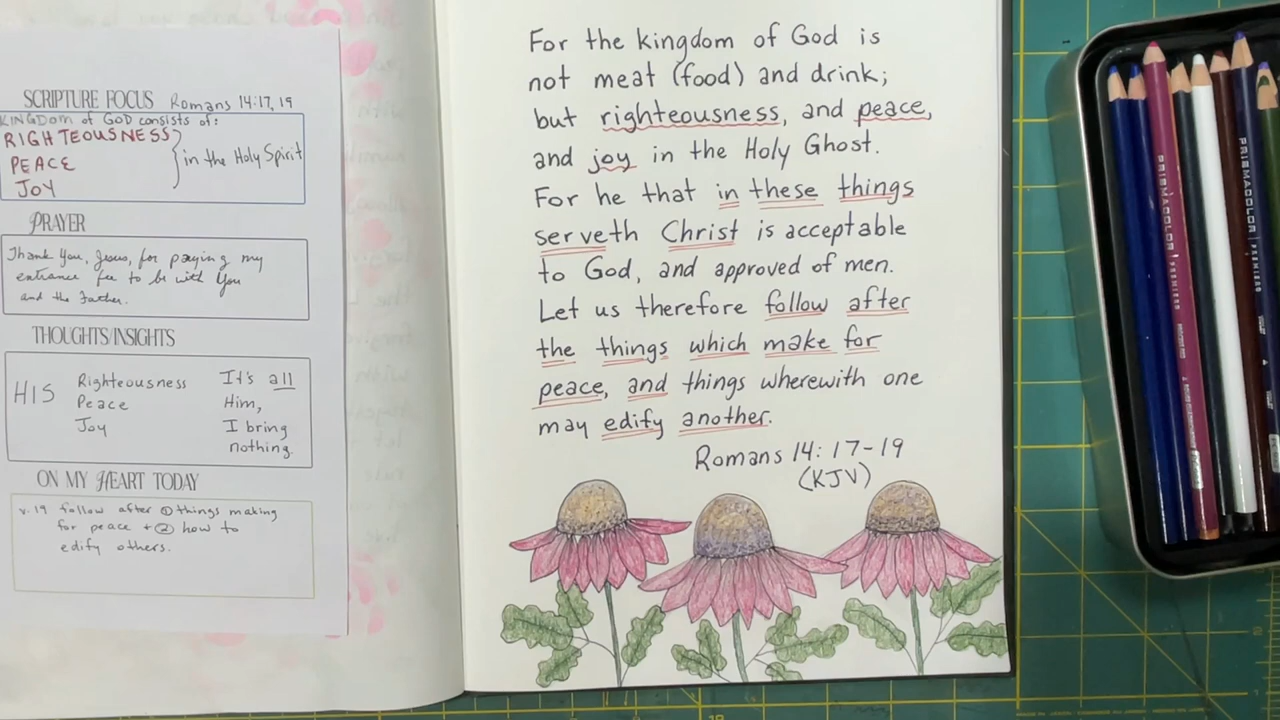 SCRIPTURE FOCUS Romans 14:17,19
KINGDOM of GOD consists of:
RIGHTEOUSNESS
PEACE
JOY
} in the Holy Spirit
PRAYER
Thank You, Jesus, for paying my
entrance fee to be with You
and the Father.
THOUGHTS/INSIGHTS
HIS
Righteousness
Peace
Joy
It's all
Him,
I bring
nothing.
ON MY HEART TODAY
v. 19 follow after ① things making
for peace + ② how to
edify others.
For the kingdom of God is
not meat (food) and drink;
but righteousness, and peace,
and joy in the Holy Ghost.
For he that in these things
serveth Christ is acceptable
to God, and approved of men.
Let us therefore follow after
the things which make for
peace, and things wherewith one
may edify another.
Romans 14:17-19
(KJV)
PRISMACOLOR PREMIER
PRISMACOLOR PREMIER